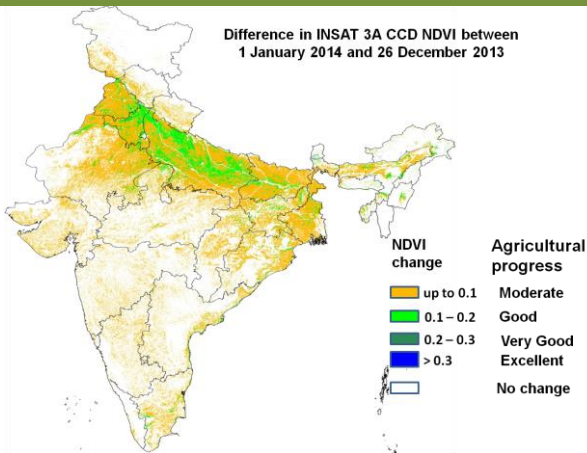 Difference in INSAT 3A CCD NDVI between
1 January 2014 and 26 December 2013
NDVI change
Agricultural progress
up to 0.1 Moderate
0.1 – 0.2 Good
0.2 – 0.3 Very Good
> 0.3 Excellent
No change